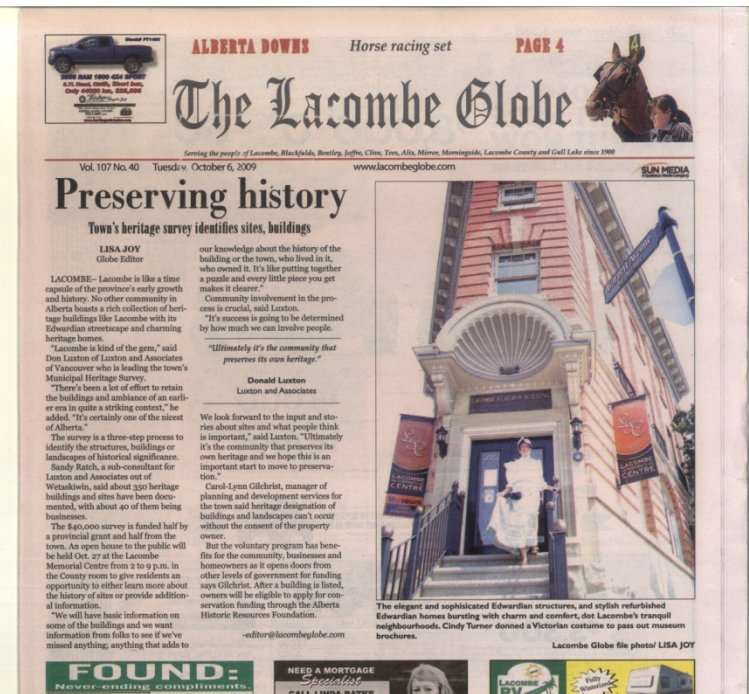 Stock# PT1494
2006 RAM 1500 4X4 SPORT
ALBERTA DOWNS
Horse racing set
PAGE 4
4
The Lacombe Globe
Serving the people of Lacombe, Blackfalds, Bentley, Joffre, Clive, Tees, Alix, Mirror, Morningside, Lacombe County and Gull Lake since 1900
Vol. 107 No. 40 Tuesday, October 6, 2009
www.lacombeglobe.com
SUN MEDIA
Preserving history
Town's heritage survey identifies sites, buildings
LISA JOY
Globe Editor
LACOMBE– Lacombe is like a time
capsule of the province's early growth
and history. No other community in
Alberta boasts a rich collection of heri-
tage buildings like Lacombe with its
Edwardian streetscape and charming
heritage homes.
"Lacombe is kind of the gem," said
Don Luxton of Luxton and Associates
of Vancouver who is leading the town's
Municipal Heritage Survey.
"There's been a lot of effort to retain
the buildings and ambiance of an earli-
er era in quite a striking context," he
added. "It's certainly one of the nicest
of Alberta."
The survey is a three-step process to
identify the structures, buildings or
landscapes of historical significance.
Sandy Ratch, a sub-consultant for
Luxton and Associates out of
Wetaskiwin, said about 350 heritage
buildings and sites have been docu-
mented, with about 40 of them being
businesses.
The $40,000 survey is funded half by
a provincial grant and half from the
town. An open house to the public will
be held Oct. 27 at the Lacombe
Memorial Centre from 2 to 9 p.m. in
the County room to give residents an
opportunity to either learn more about
the history of sites or provide addition-
al information.
"We will have basic information on
some of the buildings and we want
information from folks to see if we've
missed anything; anything that adds to
our knowledge about the history of the
building or the town, who lived in it,
who owned it. It's like putting together
a puzzle and every little piece you get
makes it clearer."
Community involvement in the pro-
cess is crucial, said Luxton.
"It's success is going to be determined
by how much we can involve people.
"Ultimately it's the community that
preserves its own heritage."
Donald Luxton
Luxton and Associates
We look forward to the input and sto-
ries about sites and what people think
is important," said Luxton. "Ultimately
it's the community that preserves its
own heritage and we hope this is an
important start to move to preserva-
tion."
Carol-Lynn Gilchrist, manager of
planning and development services for
the town said heritage designation of
buildings and landscapes can't occur
without the consent of the property
owner.
But the voluntary program has bene-
fits for the community, businesses and
homeowners as it opens doors from
other levels of government for funding
says Gilchrist. After a building is listed,
owners will be eligible to apply for con-
servation funding through the Alberta
Historic Resources Foundation.
-editor@lacombeglobe.com
LACOMBE
CENTRE
LACOMBE
CENTRE
The elegant and sophisicated Edwardian structures, and stylish refurbished
Edwardian homes bursting with charm and comfort, dot Lacombe's tranquil
neighbourhoods. Cindy Turner donned a Victorian costume to pass out museum
brochures.
Lacombe Globe file photo/ LISA JOY
FOUND:
Never-ending compliments.
NEED A MORTGAGE
Specialist
LACOMBE
RV
Fully